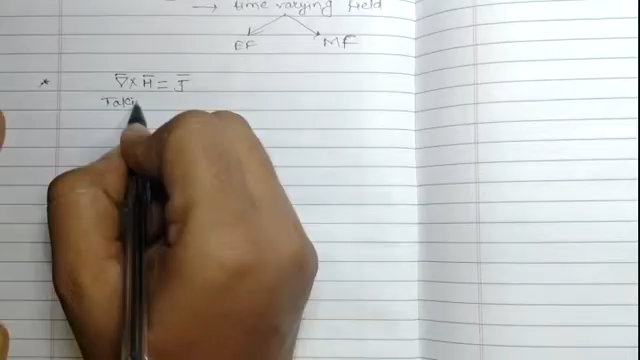 → time varying field
EF MF
* ∇̅ × H̅ = J̅
Taki